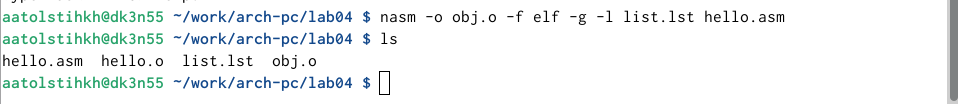 aatolstihkh@dk3n55 ~/work/arch-pc/lab04 $ nasm -o obj.o -f elf -g -l list.lst hello.asm
aatolstihkh@dk3n55 ~/work/arch-pc/lab04 $ ls
hello.asm  hello.o  list.lst  obj.o
aatolstihkh@dk3n55 ~/work/arch-pc/lab04 $